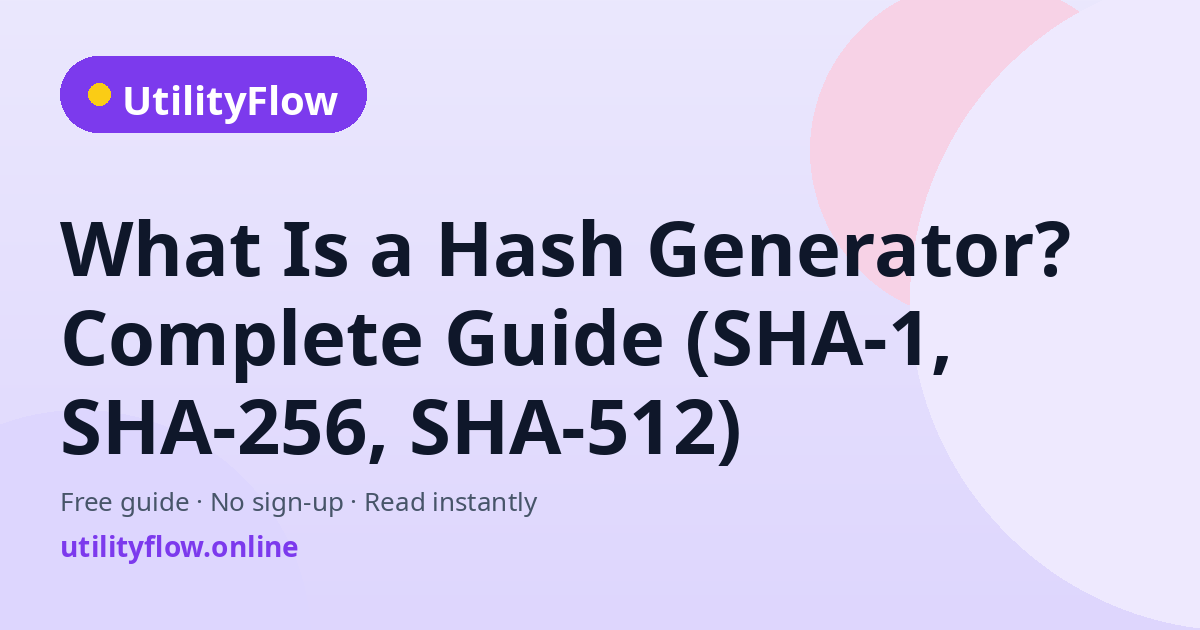 UtilityFlow
What Is a Hash Generator?
Complete Guide (SHA-1,
SHA-256, SHA-512)
Free guide · No sign-up · Read instantly
utilityflow.online